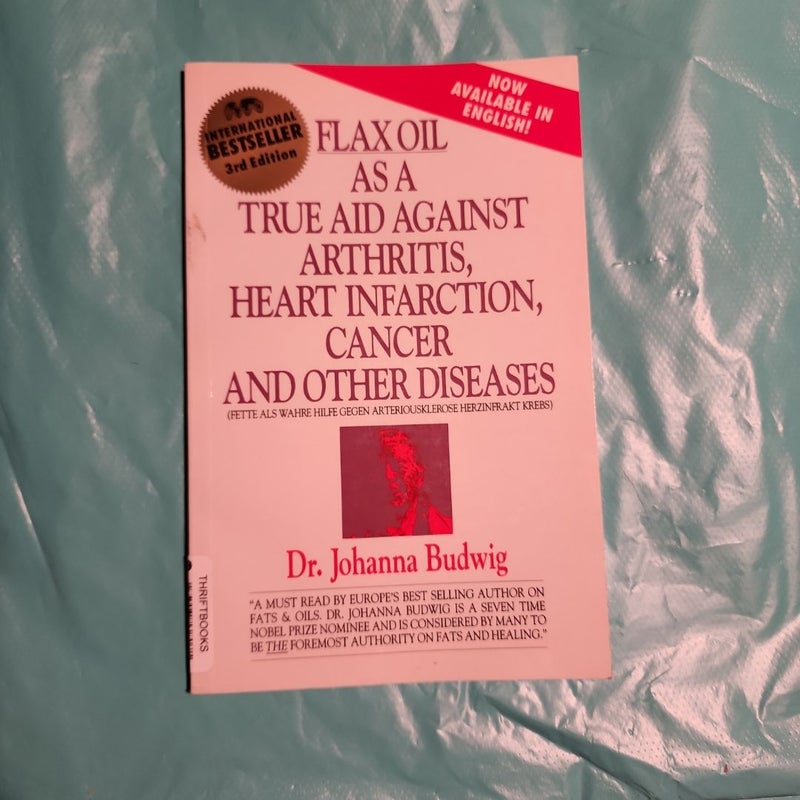 NOW
AVAILABLE IN
ENGLISH!
INTERNATIONAL
BESTSELLER
3rd Edition
FLAX OIL
AS A
TRUE AID AGAINST
ARTHRITIS,
HEART INFARCTION,
CANCER
AND OTHER DISEASES
(FETTE ALS WAHRE HILFE GEGEN ARTERIOUSKLEROSE HERZINFRAKT KREBS)
Dr. Johanna Budwig
"A MUST READ BY EUROPE'S BEST SELLING AUTHOR ON
FATS & OILS. DR. JOHANNA BUDWIG IS A SEVEN TIME
NOBEL PRIZE NOMINEE AND IS CONSIDERED BY MANY TO
BE THE FOREMOST AUTHORITY ON FATS AND HEALING."
THRIFTBOOKS